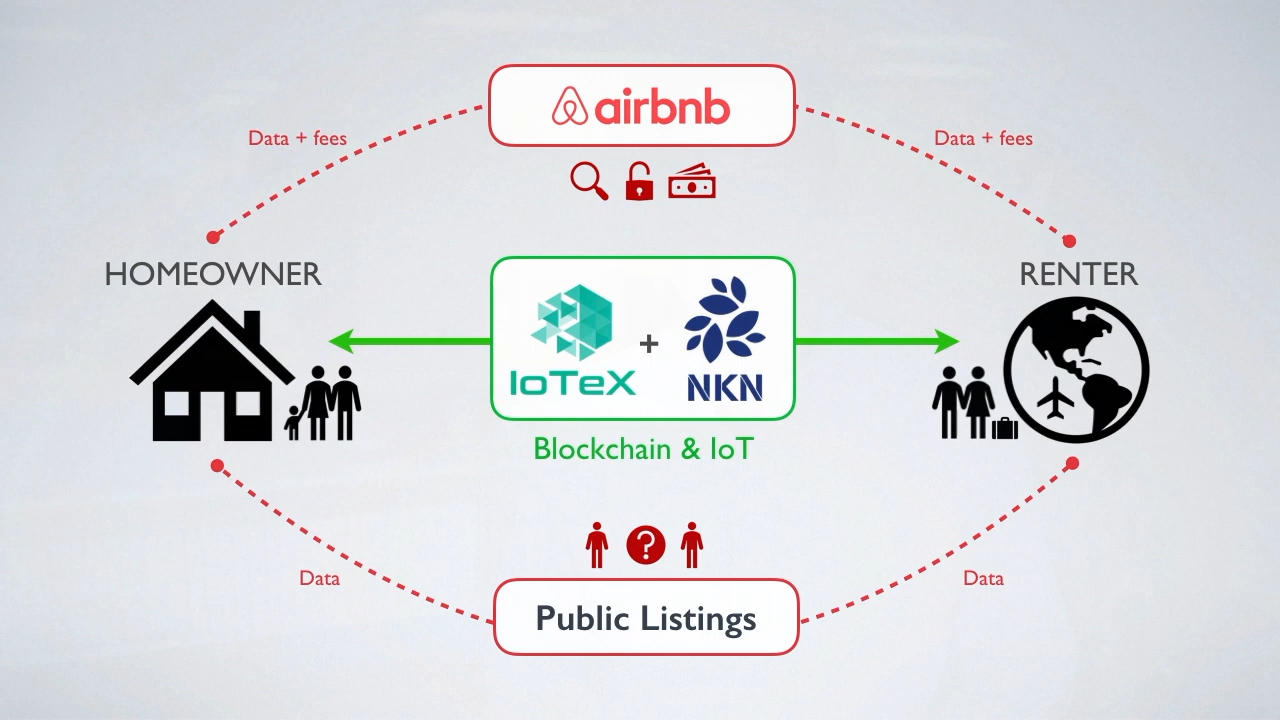 airbnb
Data + fees
Data + fees
HOMEOWNER
RENTER
+
IoTeX
NKN
Blockchain & IoT
?
Data
Data
Public Listings